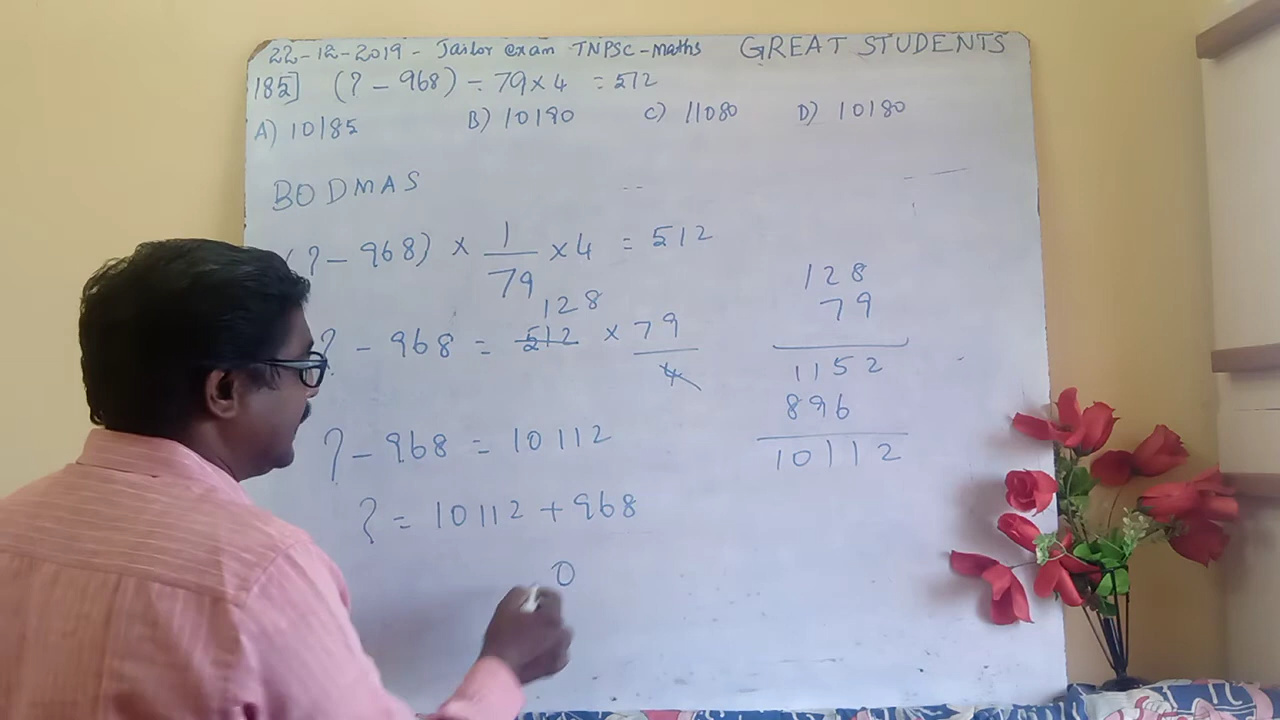 22-12-2019 - Jailor exam TNPSC-maths GREAT STUDENTS
185] (? - 968) ÷ 79 × 4 = 512
A) 10185 B) 10190 C) 11080 D) 10180
BODMAS
(? - 968) × 1/79 × 4 = 512
128
? - 968 = 512 × 79/4
? - 968 = 10112
? = 10112 + 968
0
128
79
1152
896
10112